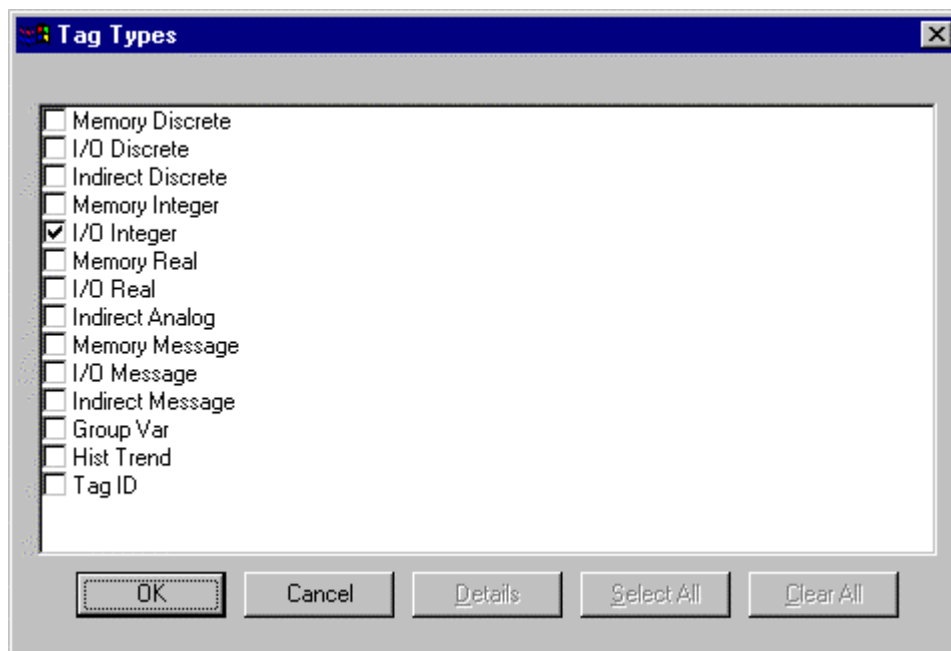 Tag Types
Memory Discrete
I/O Discrete
Indirect Discrete
Memory Integer
I/O Integer
Memory Real
I/O Real
Indirect Analog
Memory Message
I/O Message
Indirect Message
Group Var
Hist Trend
Tag ID
OK Cancel Details Select All Clear All